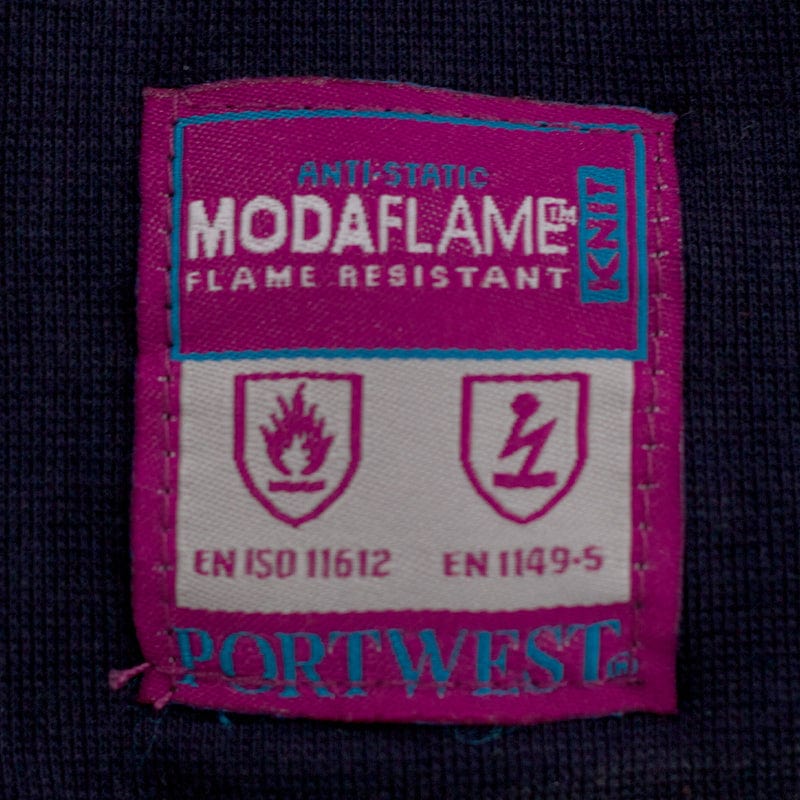 ANTI-STATIC
MODAFLAME™
KNIT
FLAME RESISTANT
EN ISO 11612
EN 1149-5
PORTWEST